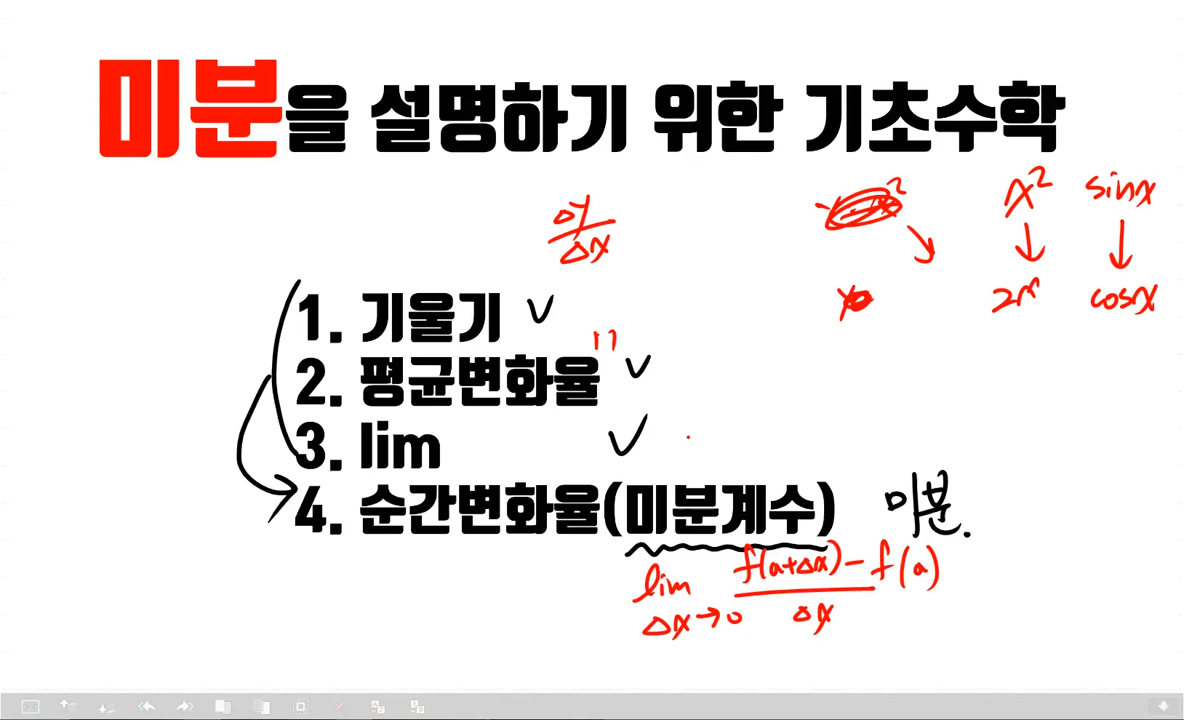 미분을 설명하기 위한 기초수학
x² sinx
Δy
Δx
2x cosx
1. 기울기
2. 평균변화율
3. lim
4. 순간변화율(미분계수) 미분.
lim f(a+Δx)-f(a)
Δx→0 Δx